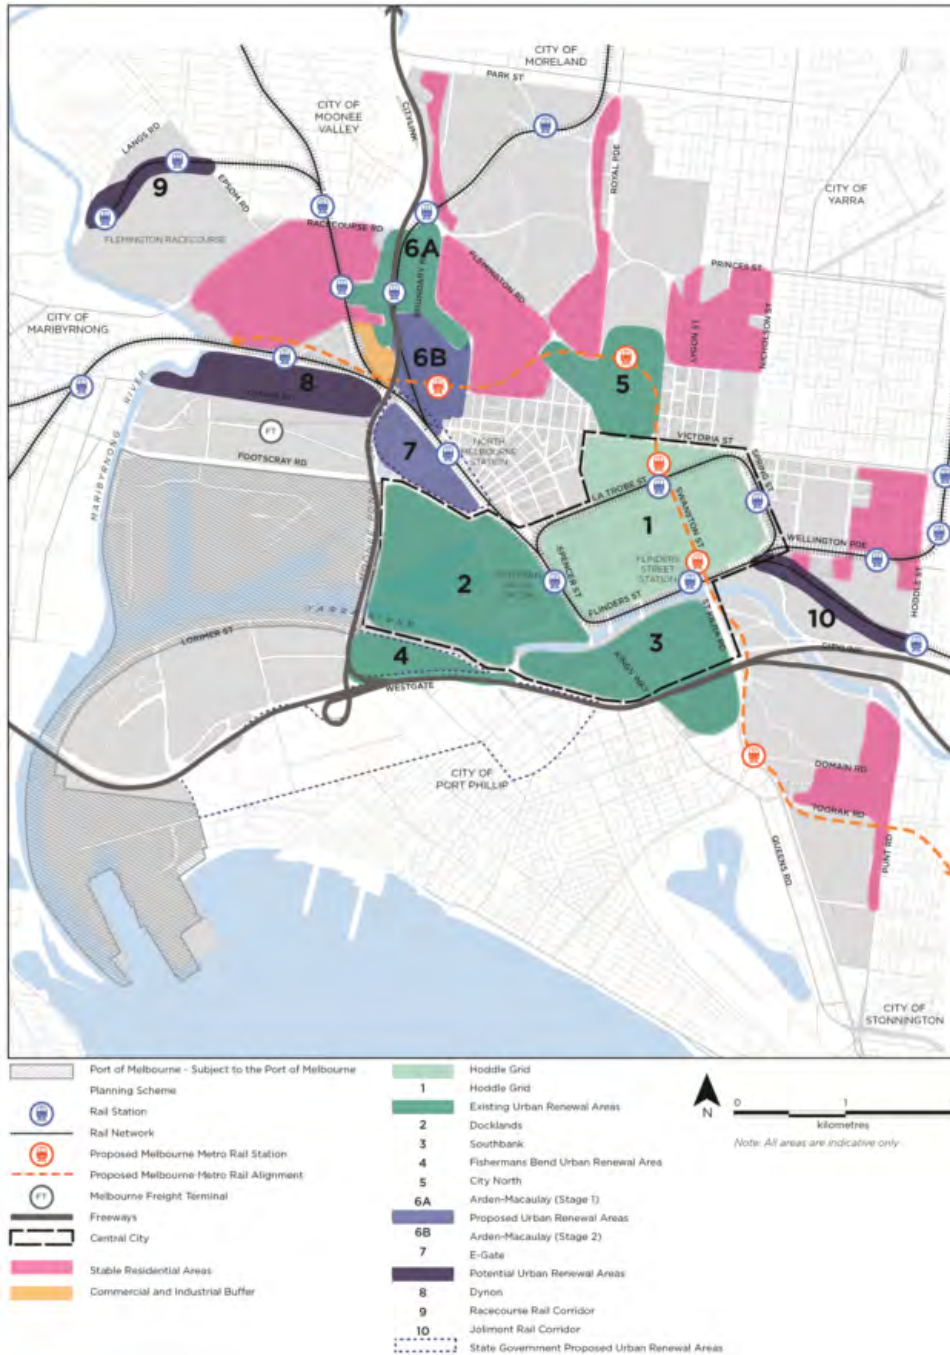 CITY OF
MORELAND
PARK ST
CITY OF
MOONEE
VALLEY
CITYLINK
LANGS RD
ROYAL PDE
9
EPSOM RD
CITY OF
YARRA
RACECOURSE RD
FLEMINGTON RACECOURSE
6A
BOUNDARY RD
FLEMINGTON RD
PRINCES ST
CITY OF
MARIBYRNONG
LYGON ST
NICHOLSON ST
6B
5
8
MARIBYRNONG RIVER
FT
FOOTSCRAY RD
7
NORTH
MELBOURNE
STATION
VICTORIA ST
SPRING ST
LA TROBE ST
SWANSTON ST
1
WELLINGTON PDE
FLINDERS
STREET
STATION
2
SPENCER ST
HODDLE ST
FLINDERS ST
YARRA RIVER
10
LORIMER ST
3
ST KILDA RD
CITYLINK
4
KINGS WAY
WESTGATE
CITY OF
PORT PHILLIP
DOMAIN RD
TOORAK RD
QUEENS RD
PUNT RD
CITY OF
STONNINGTON
Port of Melbourne - Subject to the Port of Melbourne
Planning Scheme
Rail Station
Rail Network
Proposed Melbourne Metro Rail Station
Proposed Melbourne Metro Rail Alignment
FT Melbourne Freight Terminal
Freeways
Central City
Stable Residential Areas
Commercial and Industrial Buffer
Hoddle Grid
1 Hoddle Grid
Existing Urban Renewal Areas
2 Docklands
3 Southbank
4 Fishermans Bend Urban Renewal Area
5 City North
6A Arden-Macaulay (Stage 1)
Proposed Urban Renewal Areas
6B Arden-Macaulay (Stage 2)
7 E-Gate
Potential Urban Renewal Areas
8 Dynon
9 Racecourse Rail Corridor
10 Jolimont Rail Corridor
State Government Proposed Urban Renewal Areas
N
0 1
kilometres
Note: All areas are indicative only